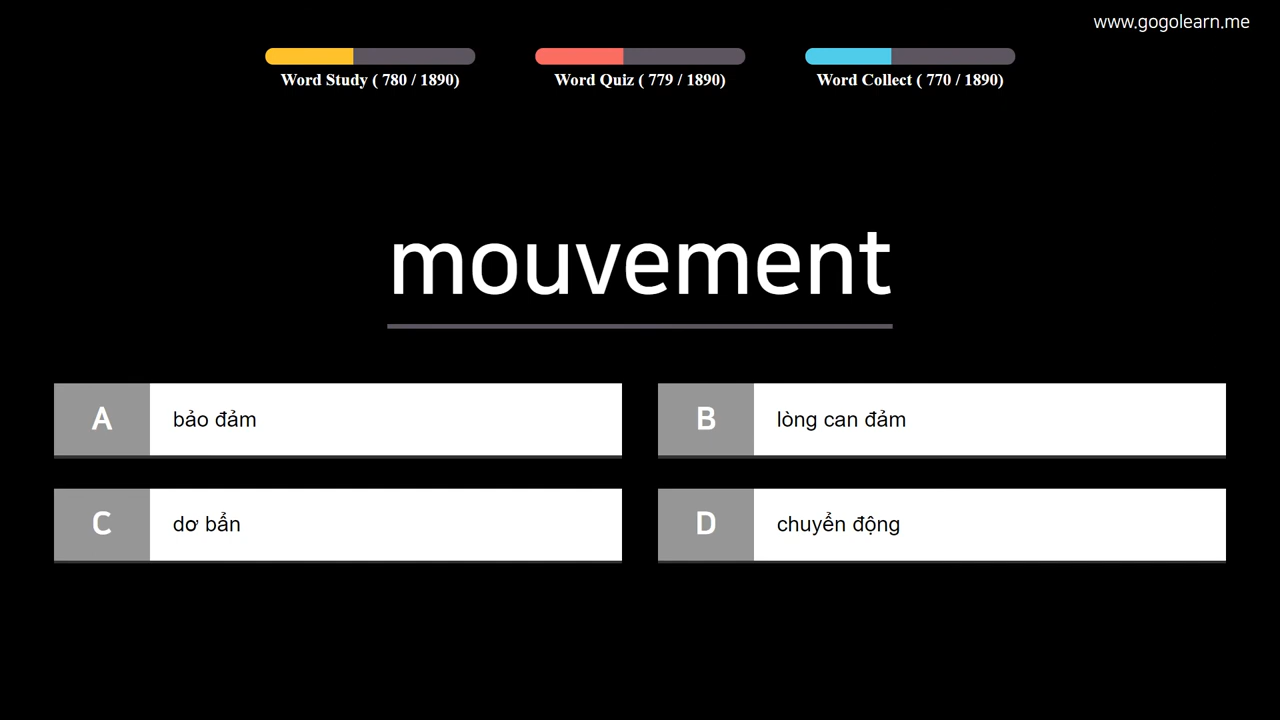 www.gogolearn.me
Word Study ( 780 / 1890)
Word Quiz ( 779 / 1890)
Word Collect ( 770 / 1890)
mouvement
A bảo đảm
B lòng can đảm
C dơ bẩn
D chuyển động